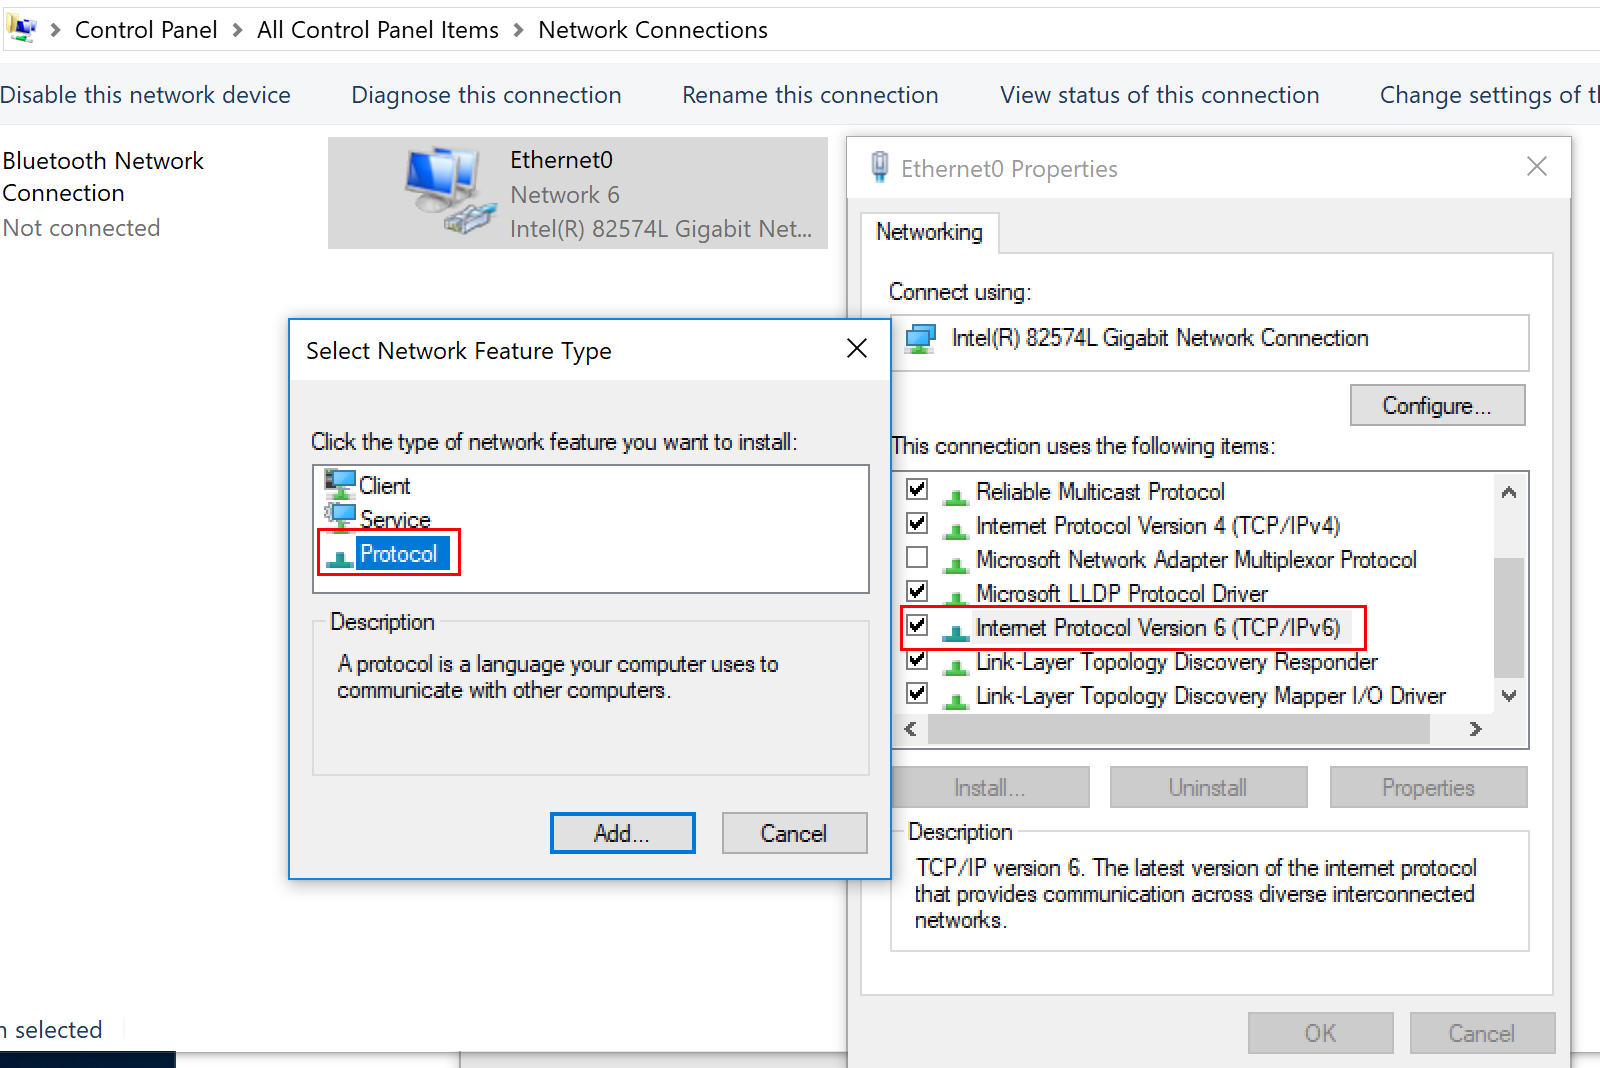 Control Panel > All Control Panel Items > Network Connections
Disable this network device
Diagnose this connection
Rename this connection
View status of this connection
Change settings of
Bluetooth Network
Connection
Not connected
Ethernet0
Network 6
Intel(R) 82574L Gigabit Net...
Select Network Feature Type
Click the type of network feature you want to install:
Client
Service
Protocol
Description
A protocol is a language your computer uses to
communicate with other computers.
Add...
Cancel
Ethernet0 Properties
Networking
Connect using:
Intel(R) 82574L Gigabit Network Connection
Configure...
This connection uses the following items:
Reliable Multicast Protocol
Internet Protocol Version 4 (TCP/IPv4)
Microsoft Network Adapter Multiplexor Protocol
Microsoft LLDP Protocol Driver
Internet Protocol Version 6 (TCP/IPv6)
Link-Layer Topology Discovery Responder
Link-Layer Topology Discovery Mapper I/O Driver
Install...
Uninstall
Properties
Description
TCP/IP version 6. The latest version of the internet protocol
that provides communication across diverse interconnected
networks.
OK
Cancel
selected